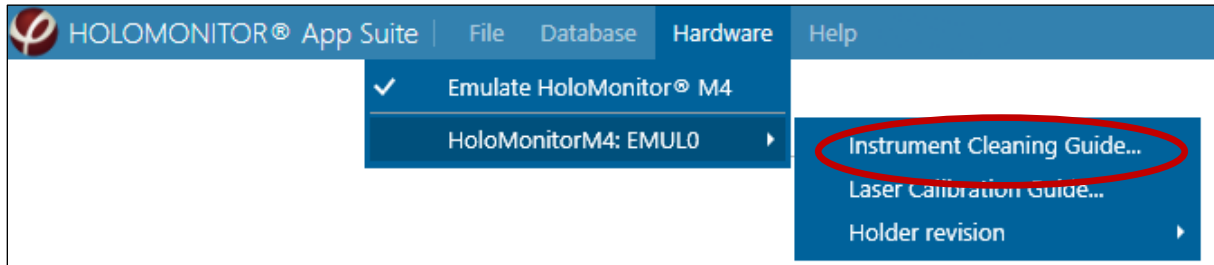 HOLOMONITOR® App Suite File Database Hardware Help
Emulate HoloMonitor® M4
HoloMonitorM4: EMUL0
Instrument Cleaning Guide...
Laser Calibration Guide...
Holder revision